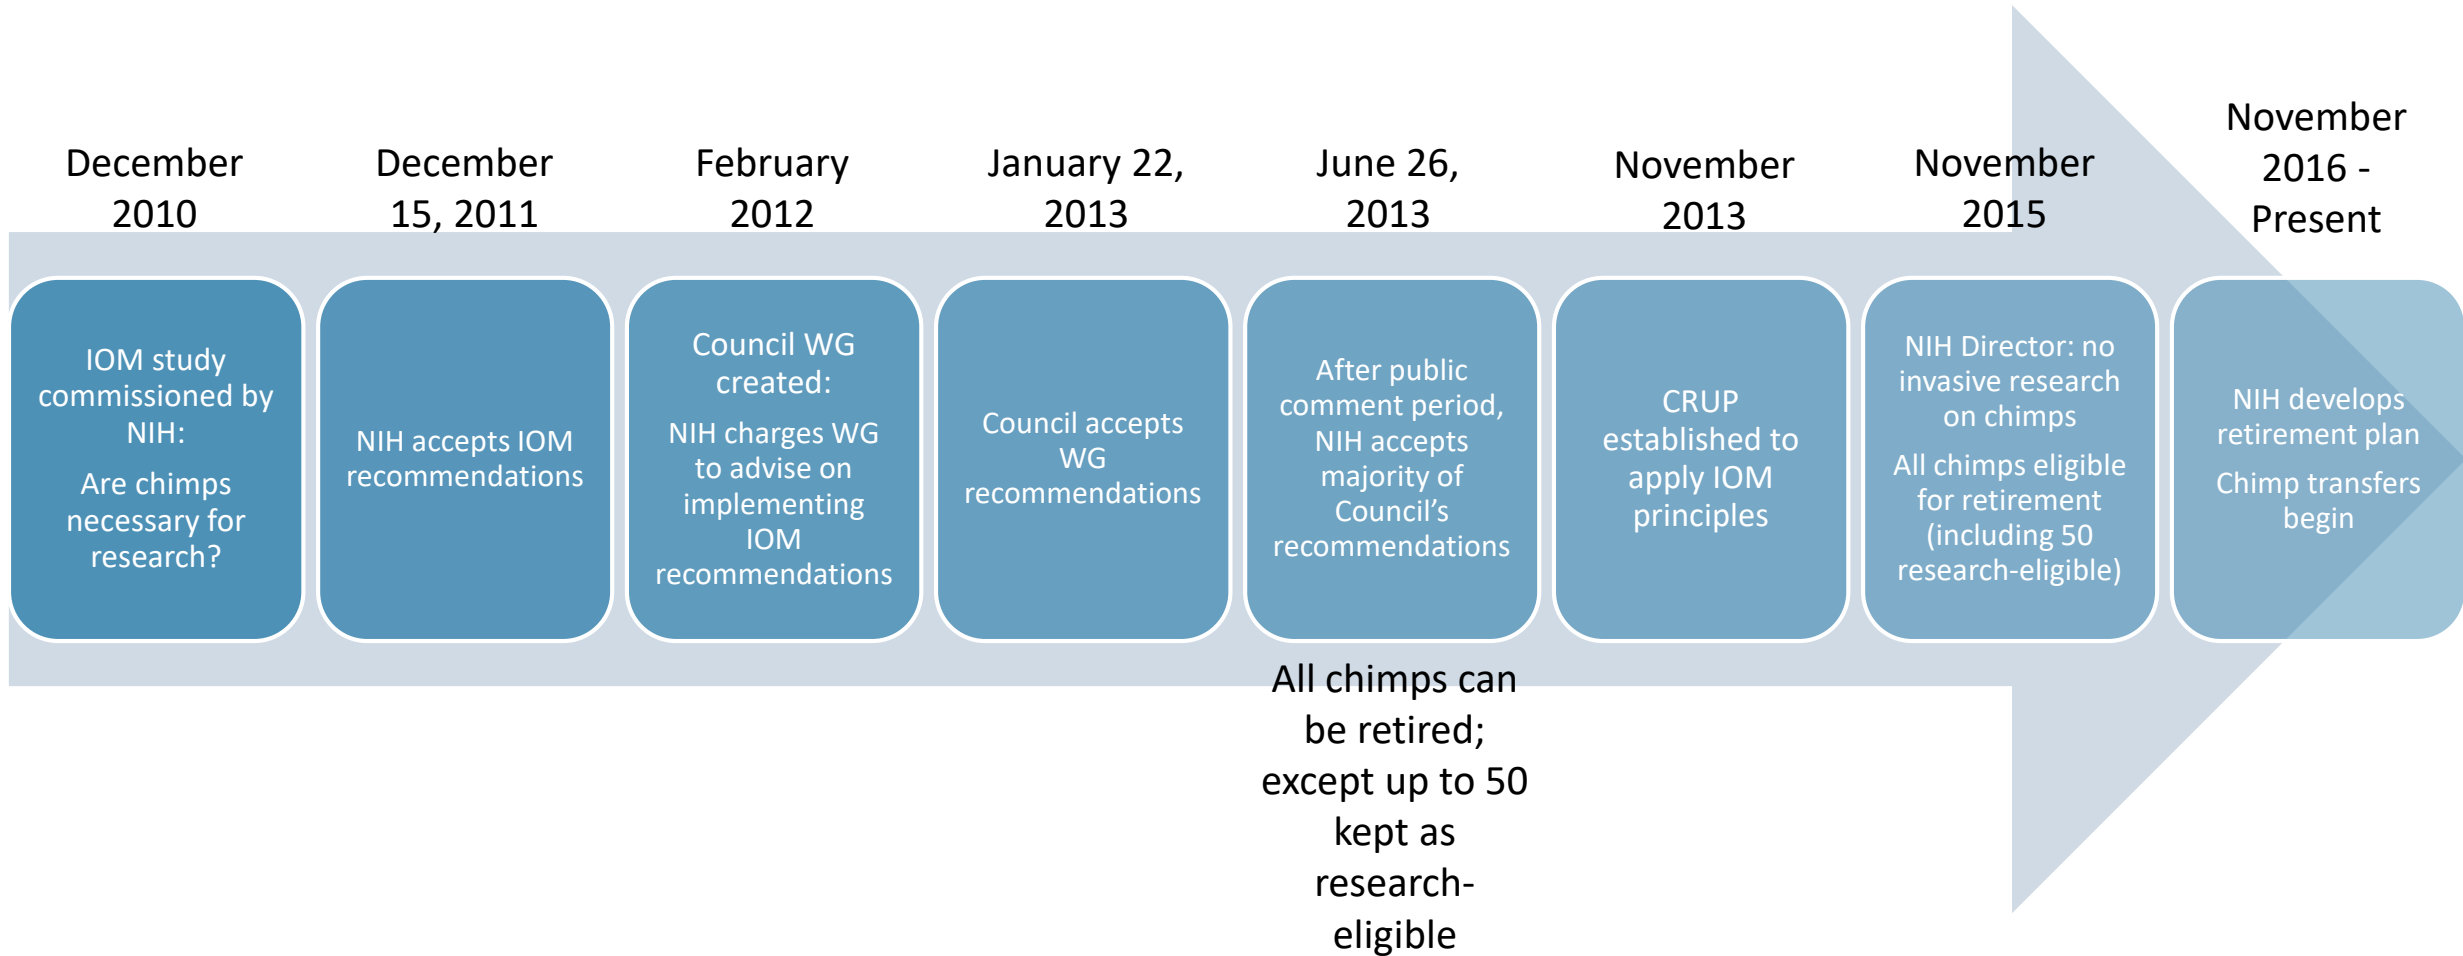 December
2010
December
15, 2011
February
2012
January 22,
2013
June 26,
2013
November
2013
November
2015
November
2016 -
Present
IOM study
commissioned by
NIH:
Are chimps
necessary for
research?
NIH accepts IOM
recommendations
Council WG
created:
NIH charges WG
to advise on
implementing
IOM
recommendations
Council accepts
WG
recommendations
After public
comment period,
NIH accepts
majority of
Council’s
recommendations
CRUP
established to
apply IOM
principles
NIH Director: no
invasive research
on chimps
All chimps eligible
for retirement
(including 50
research-eligible)
NIH develops
retirement plan
Chimp transfers
begin
All chimps can
be retired;
except up to 50
kept as
research-
eligible